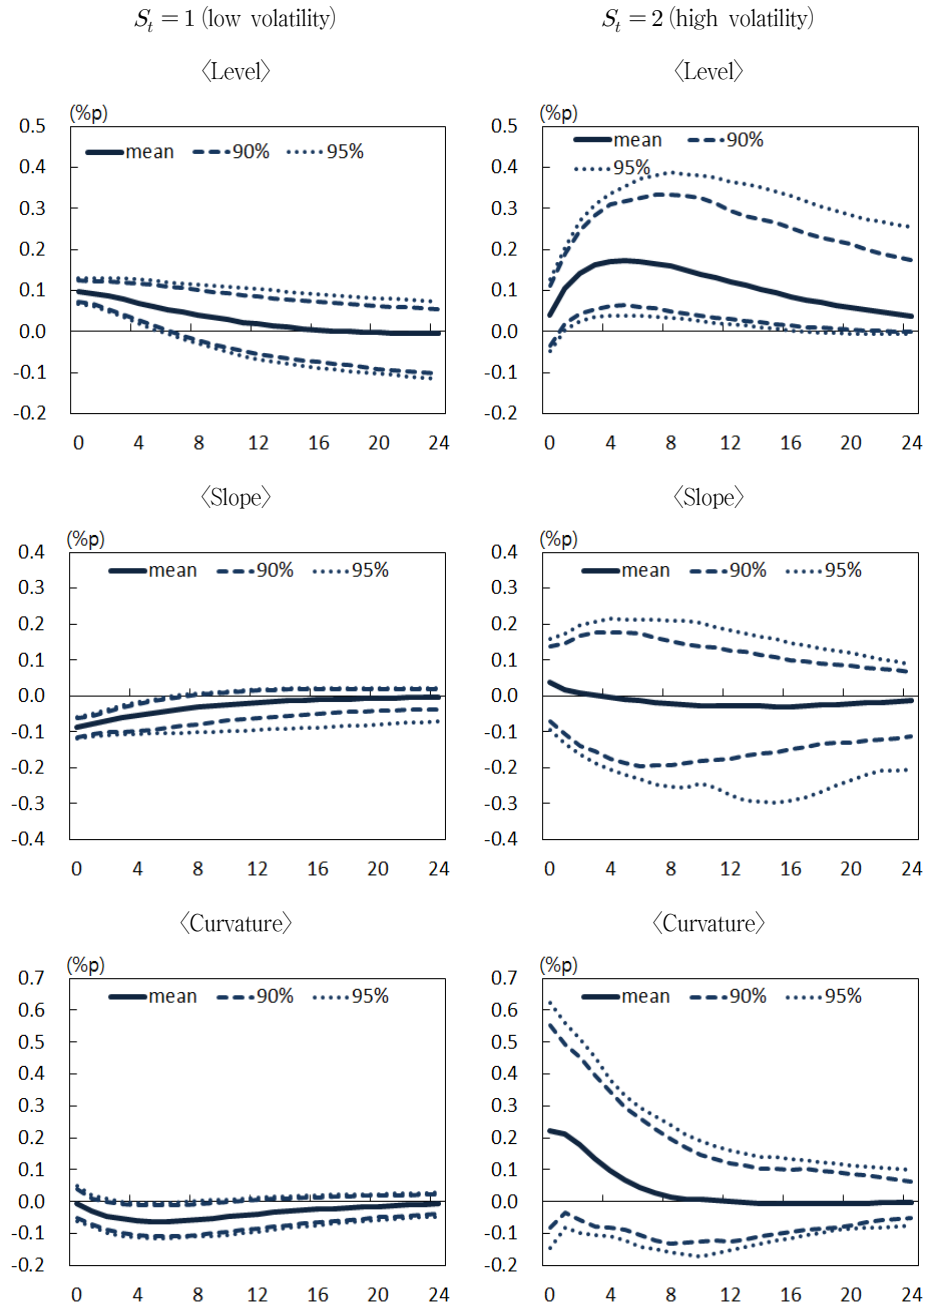 S_t = 1 (low volatility)
S_t = 2 (high volatility)
〈Level〉
〈Level〉
(%p)
mean 90% 95%
0.5
0.4
0.3
0.2
0.1
0.0
-0.1
-0.2
0 4 8 12 16 20 24
(%p)
mean 90%
95%
0.5
0.4
0.3
0.2
0.1
0.0
-0.1
-0.2
0 4 8 12 16 20 24
〈Slope〉
〈Slope〉
(%p)
mean 90% 95%
0.4
0.3
0.2
0.1
0.0
-0.1
-0.2
-0.3
-0.4
0 4 8 12 16 20 24
(%p)
mean 90% 95%
0.4
0.3
0.2
0.1
0.0
-0.1
-0.2
-0.3
-0.4
0 4 8 12 16 20 24
〈Curvature〉
〈Curvature〉
(%p)
mean 90% 95%
0.7
0.6
0.5
0.4
0.3
0.2
0.1
0.0
-0.1
-0.2
0 4 8 12 16 20 24
(%p)
mean 90% 95%
0.7
0.6
0.5
0.4
0.3
0.2
0.1
0.0
-0.1
-0.2
0 4 8 12 16 20 24